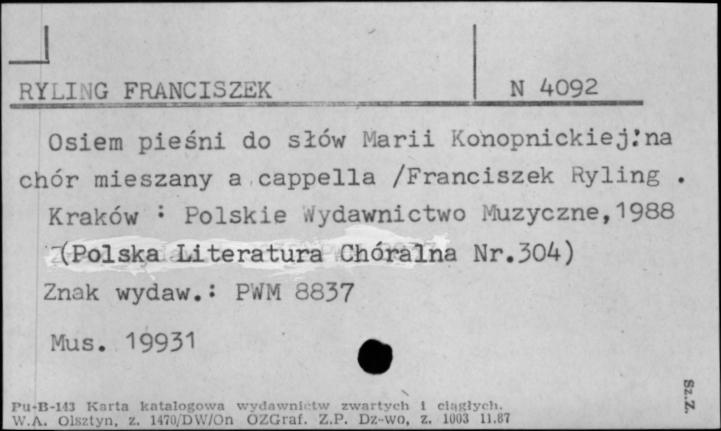 RYLING FRANCISZEK N 4092
Osiem pieśni do słów Marii Konopnickiej:na
chór mieszany a cappella /Franciszek Ryling .
Kraków : Polskie Wydawnictwo Muzyczne,1988
(Polska Literatura Chóralna Nr.304)
Znak wydaw.: PWM 8837
Mus. 19931
Sz.Z.
Pu-B-143 Karta katalogowa wydawnictw zwartych i ciągłych.
W.A. Olsztyn, z. 1470/DW/On OZGraf. Z.P. Dz-wo, z. 1003 11.87